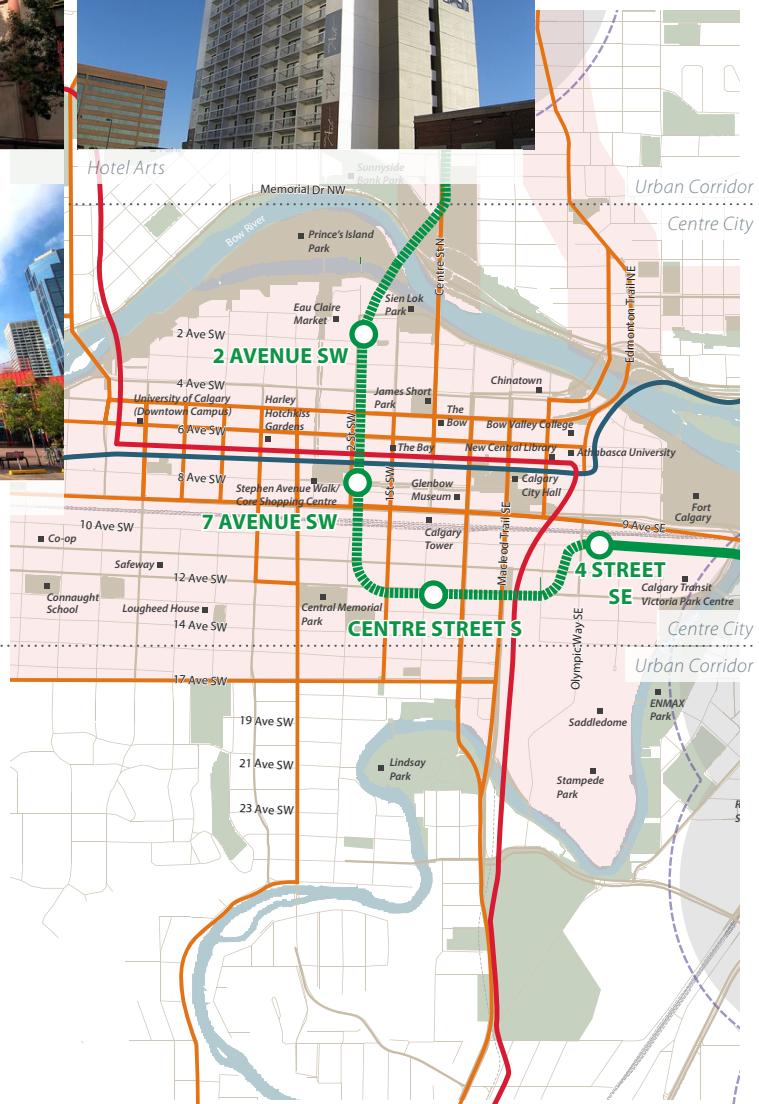 Hotel Arts
Sunnyside
Bank Park
Memorial Dr NW
Urban Corridor
Centre City
Bow River
Prince's Island
Park
Centre St N
Edmonton Trail NE
Eau Claire
Market
Sien Lok
Park
2 Ave SW
2 AVENUE SW
4 Ave SW
Chinatown
University of Calgary
(Downtown Campus)
Harley
Hotchkiss
Gardens
James Short
Park
The
Bow
Bow Valley College
6 Ave SW
2 St SW
The Bay
New Central Library
Athabasca University
8 Ave SW
Stephen Avenue Walk/
Core Shopping Centre
1 St SW
Glenbow
Museum
Calgary
City Hall
Fort
Calgary
7 AVENUE SW
10 Ave SW
9 Ave SE
Co-op
Calgary
Tower
Macleod Trail SE
Safeway
12 Ave SW
4 STREET
SE
Calgary Transit
Victoria Park Centre
Connaught
School
Lougheed House
Central Memorial
Park
14 Ave SW
CENTRE STREET S
Olympic Way SE
Centre City
Urban Corridor
17 Ave SW
ENMAX
Park
19 Ave SW
Saddledome
21 Ave SW
Lindsay
Park
Stampede
Park
23 Ave SW